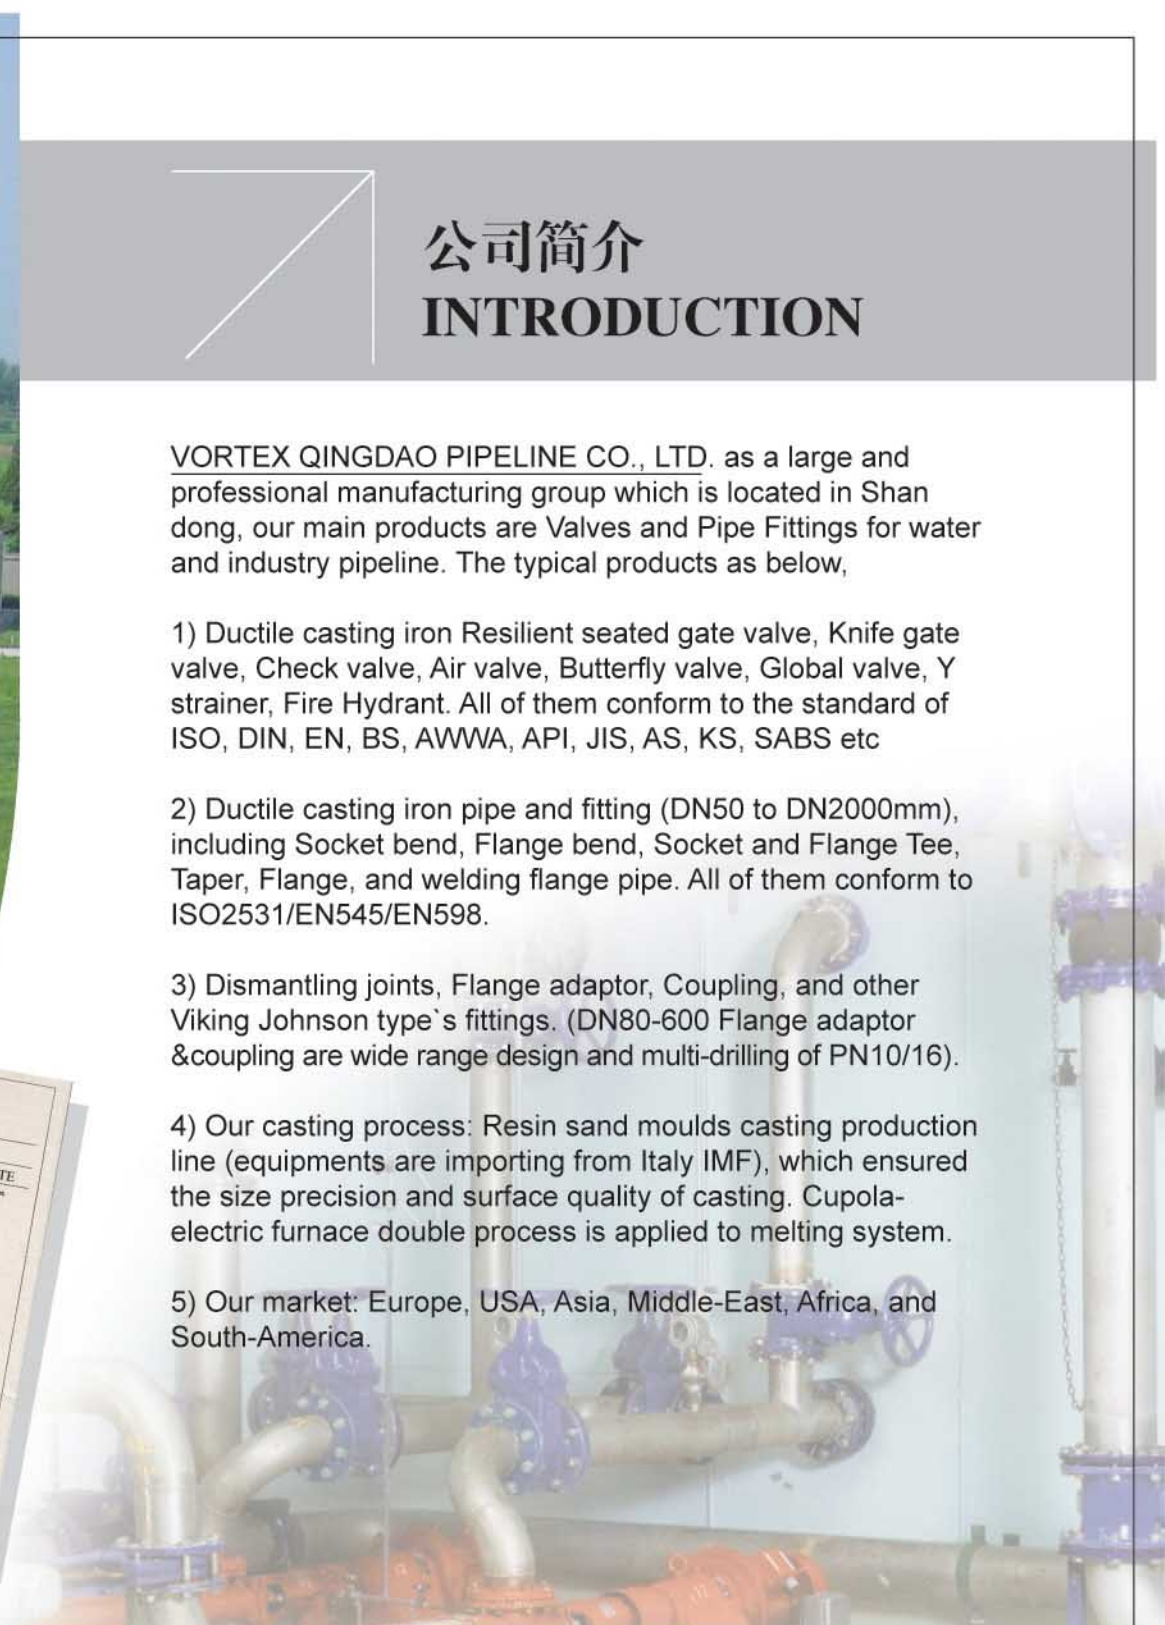 公司简介
INTRODUCTION
VORTEX QINGDAO PIPELINE CO., LTD. as a large and
professional manufacturing group which is located in Shan
dong, our main products are Valves and Pipe Fittings for water
and industry pipeline. The typical products as below,
1) Ductile casting iron Resilient seated gate valve, Knife gate
valve, Check valve, Air valve, Butterfly valve, Global valve, Y
strainer, Fire Hydrant. All of them conform to the standard of
ISO, DIN, EN, BS, AWWA, API, JIS, AS, KS, SABS etc
2) Ductile casting iron pipe and fitting (DN50 to DN2000mm),
including Socket bend, Flange bend, Socket and Flange Tee,
Taper, Flange, and welding flange pipe. All of them conform to
ISO2531/EN545/EN598.
3) Dismantling joints, Flange adaptor, Coupling, and other
Viking Johnson type`s fittings. (DN80-600 Flange adaptor
&coupling are wide range design and multi-drilling of PN10/16).
4) Our casting process: Resin sand moulds casting production
line (equipments are importing from Italy IMF), which ensured
the size precision and surface quality of casting. Cupola-
electric furnace double process is applied to melting system.
5) Our market: Europe, USA, Asia, Middle-East, Africa, and
South-America.